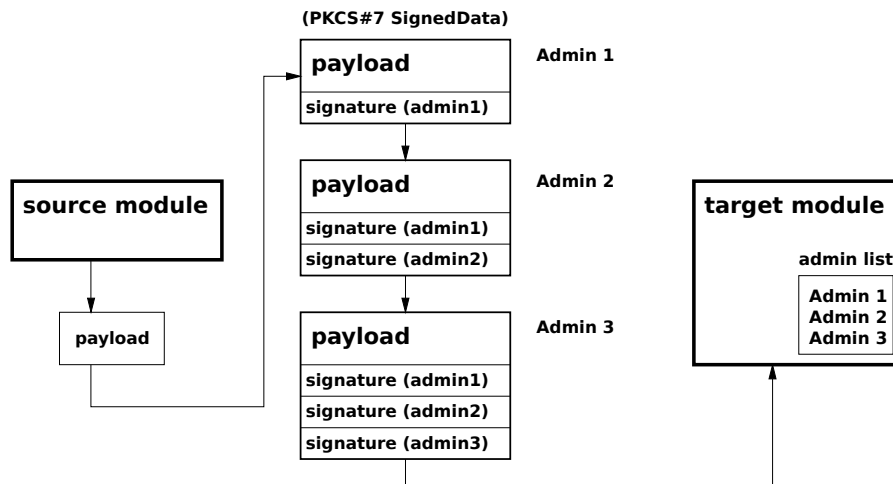 (PKCS#7 SignedData)
payload
Admin 1
signature (admin1)
payload
Admin 2
signature (admin1)
signature (admin2)
source module
payload
payload
Admin 3
signature (admin1)
signature (admin2)
signature (admin3)
target module
admin list
Admin 1
Admin 2
Admin 3